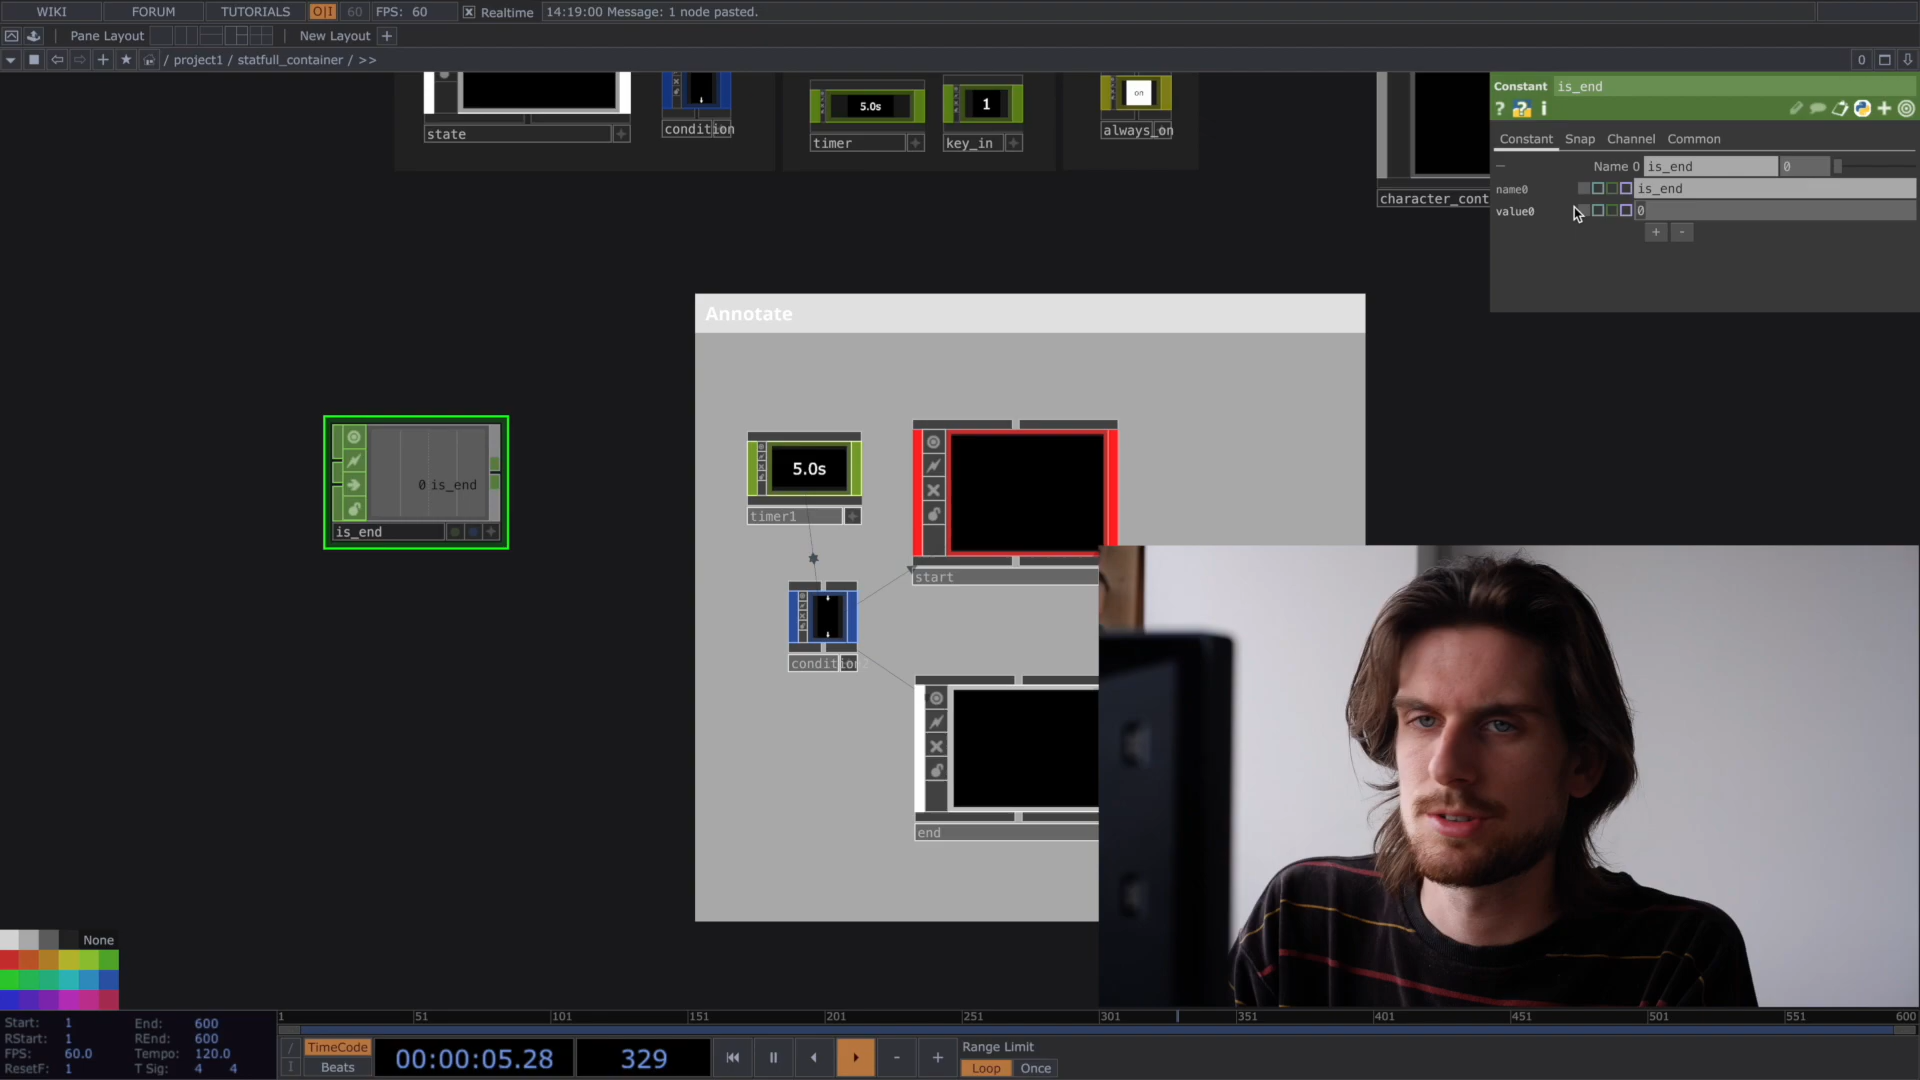 WIKI FORUM TUTORIALS O|I 60 FPS: 60 Realtime 14:19:00 Message: 1 node pasted.
Pane Layout New Layout +
/ project1 / statfull_container / >> 0
state
condition
5.0s
timer
1
key_in
on
always_on
character_cont
Constant is_end
? ? i
Constant Snap Channel Common
Name 0 is_end 0
name0 is_end
value0 0
+ -
Annotate
0 is_end
is_end
5.0s
timer1
start
condition
end
None
1 51 101 151 201 251 301 351 401 451 501 551 600
Start: 1 End: 600
RStart: 1 REnd: 600
FPS: 60.0 Tempo: 120.0
ResetF: 1 T Sig: 4 4
TimeCode
Beats
00:00:05.28 329
- +
Range Limit
Loop Once